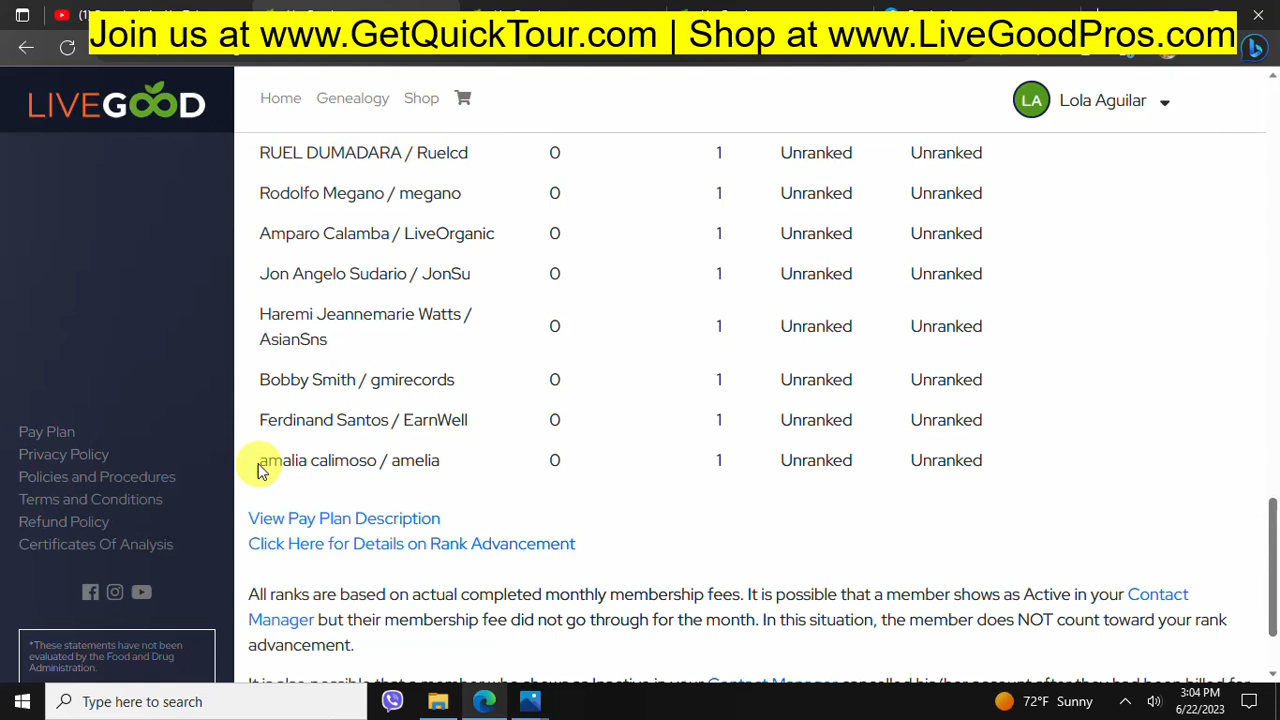 Join us at www.GetQuickTour.com | Shop at www.LiveGoodPros.com
LIVEGOOD
Home Genealogy Shop
LA Lola Aguilar
RUEL DUMADARA / Ruelcd 0 1 Unranked Unranked
Rodolfo Megano / megano 0 1 Unranked Unranked
Amparo Calamba / LiveOrganic 0 1 Unranked Unranked
Jon Angelo Sudario / JonSu 0 1 Unranked Unranked
Haremi Jeannemarie Watts /
AsianSns 0 1 Unranked Unranked
Bobby Smith / gmirecords 0 1 Unranked Unranked
Ferdinand Santos / EarnWell 0 1 Unranked Unranked
amalia calimoso / amelia 0 1 Unranked Unranked
View Pay Plan Description
Click Here for Details on Rank Advancement
All ranks are based on actual completed monthly membership fees. It is possible that a member shows as Active in your Contact
Manager but their membership fee did not go through for the month. In this situation, the member does NOT count toward your rank
advancement.
Pay Plan
Privacy Policy
Policies and Procedures
Terms and Conditions
Refund Policy
Certificates Of Analysis
*These statements have not been
evaluated by the Food and Drug
Administration.
Type here to search
72°F Sunny
3:04 PM
6/22/2023